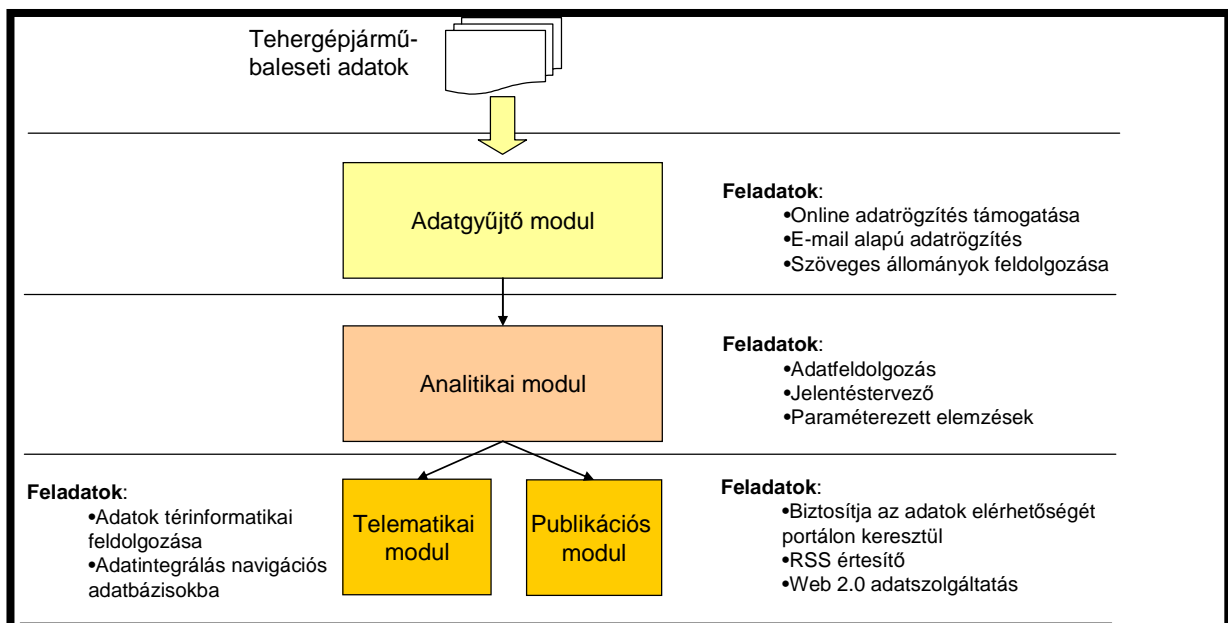 Tehergépjármű-
baleseti adatok
Adatgyűjtő modul
Feladatok:
•Online adatrögzítés támogatása
•E-mail alapú adatrögzítés
•Szöveges állományok feldolgozása
Analitikai modul
Feladatok:
•Adatfeldolgozás
•Jelentéstervező
•Paraméterezett elemzések
Feladatok:
•Adatok térinformatikai
feldolgozása
•Adatintegrálás navigációs
adatbázisokba
Telematikai
modul
Publikációs
modul
Feladatok:
•Biztosítja az adatok elérhetőségét
portálon keresztül
•RSS értesítő
•Web 2.0 adatszolgáltatás